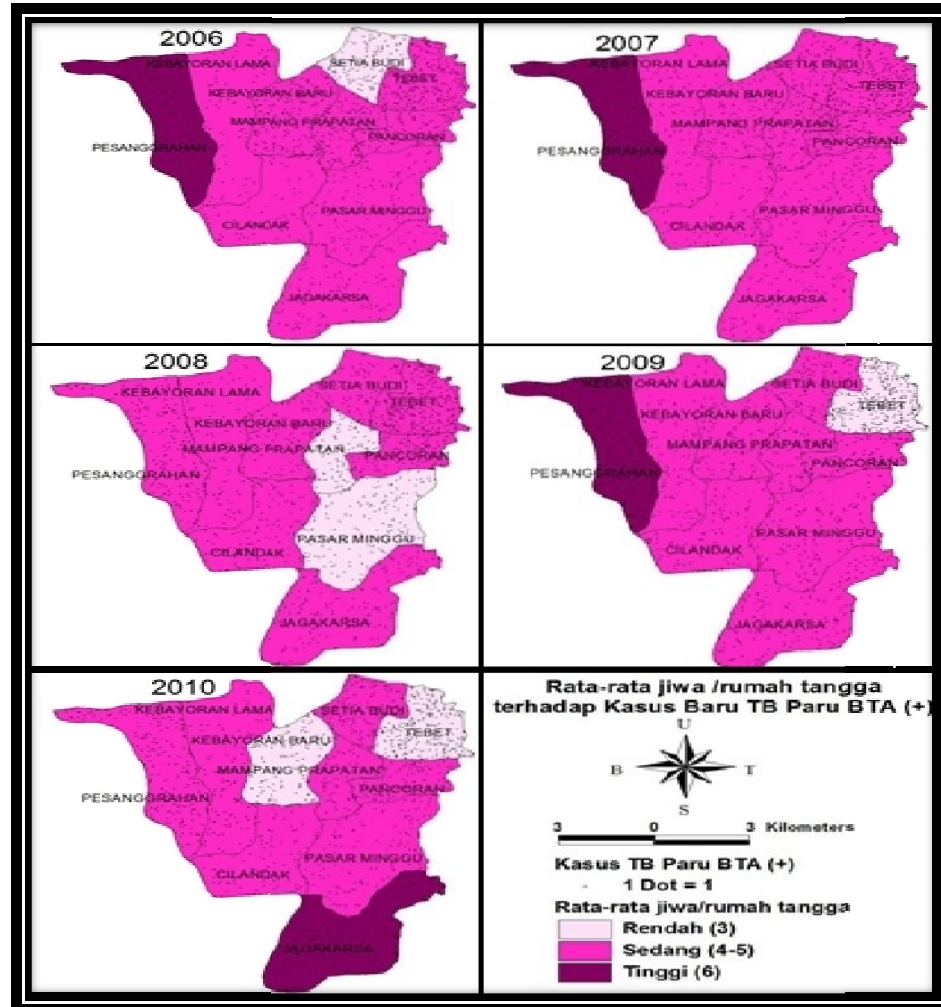 2006
KEBAYORAN LAMA
SETIA BUDI
TEBET
KEBAYORAN BARU
MAMPANG PRAPATAN
PANCORAN
PESANGGRAHAN
PASAR MINGGU
CILANDAK
JAGAKARSA
2007
KEBAYORAN LAMA
SETIA BUDI
TEBET
KEBAYORAN BARU
MAMPANG PRAPATAN
PANCORAN
PESANGGRAHAN
PASAR MINGGU
CILANDAK
JAGAKARSA
2008
KEBAYORAN LAMA
SETIA BUDI
TEBET
KEBAYORAN BARU
MAMPANG PRAPATAN
PANCORAN
PESANGGRAHAN
PASAR MINGGU
CILANDAK
JAGAKARSA
2009
KEBAYORAN LAMA
SETIA BUDI
TEBET
KEBAYORAN BARU
MAMPANG PRAPATAN
PANCORAN
PESANGGRAHAN
PASAR MINGGU
CILANDAK
JAGAKARSA
2010
KEBAYORAN LAMA
SETIA BUDI
TEBET
KEBAYORAN BARU
MAMPANG PRAPATAN
PANCORAN
PESANGGRAHAN
PASAR MINGGU
CILANDAK
JAGAKARSA
Rata-rata jiwa /rumah tangga
terhadap Kasus Baru TB Paru BTA (+)
U
B T
S
3 0 3 Kilometers
Kasus TB Paru BTA (+)
1 Dot = 1
Rata-rata jiwa/rumah tangga
Rendah (3)
Sedang (4-5)
Tinggi (6)